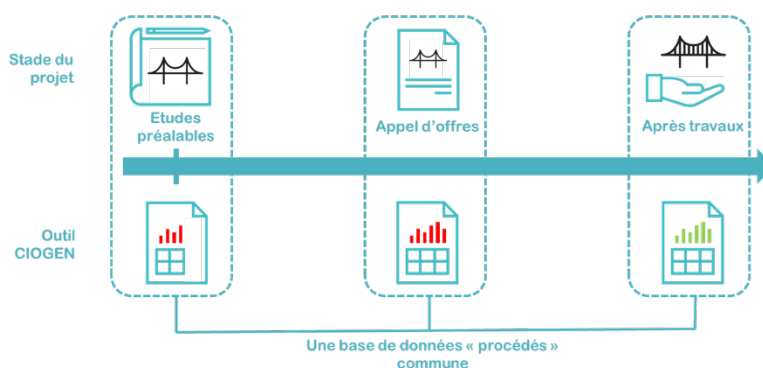 Stade du
projet
Etudes
préalables
Appel d'offres
Après travaux
Outil
CIOGEN
Une base de données « procédés »
commune